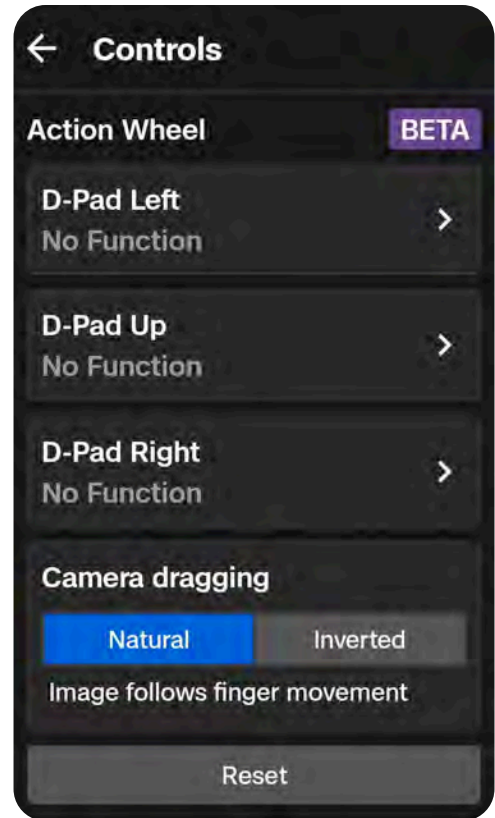 Controls
Action Wheel BETA
D-Pad Left
No Function
D-Pad Up
No Function
D-Pad Right
No Function
Camera dragging
Natural Inverted
Image follows finger movement
Reset